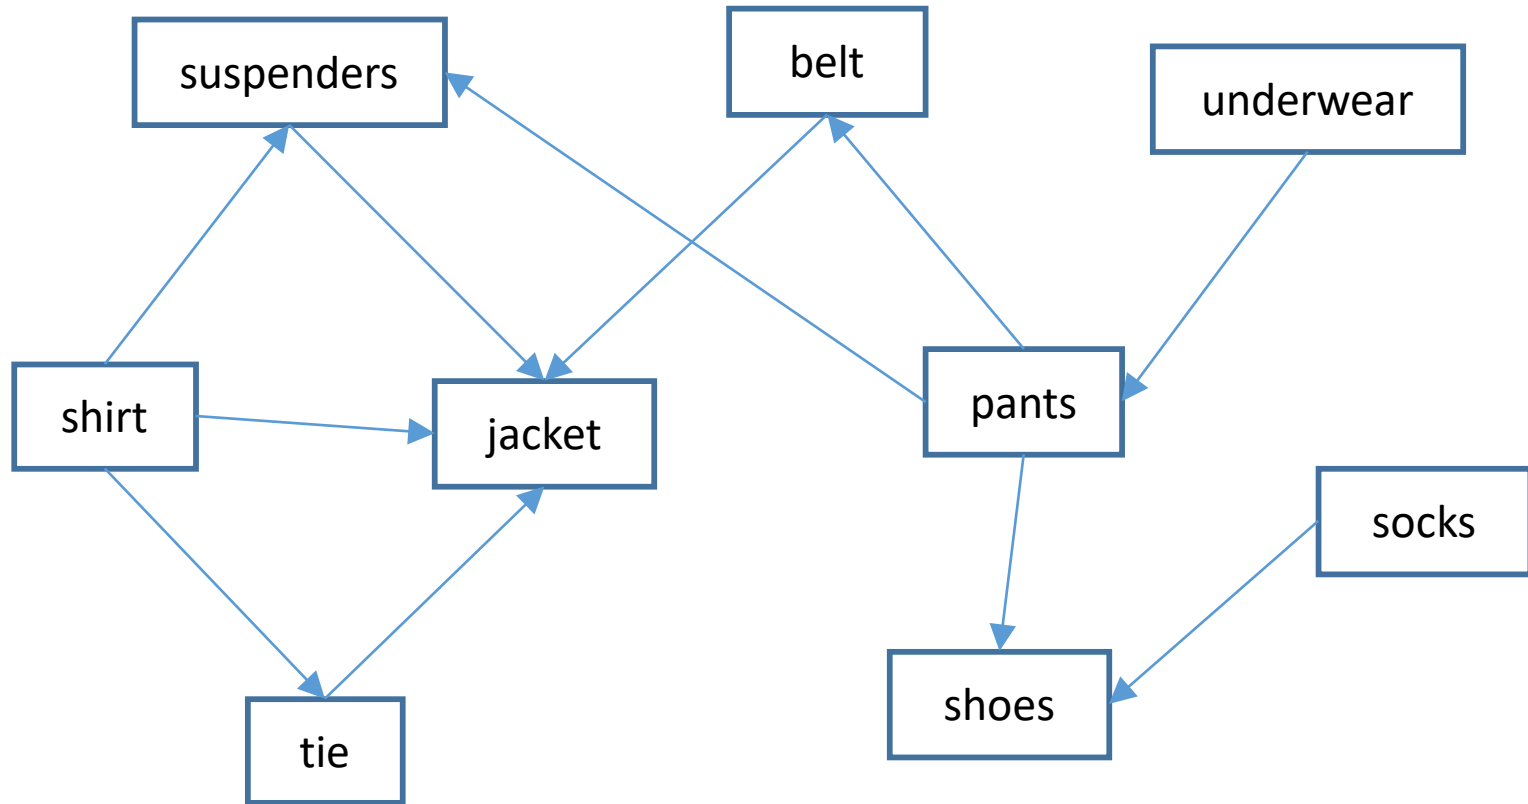 suspenders
belt
underwear
shirt
jacket
pants
socks
shoes
tie